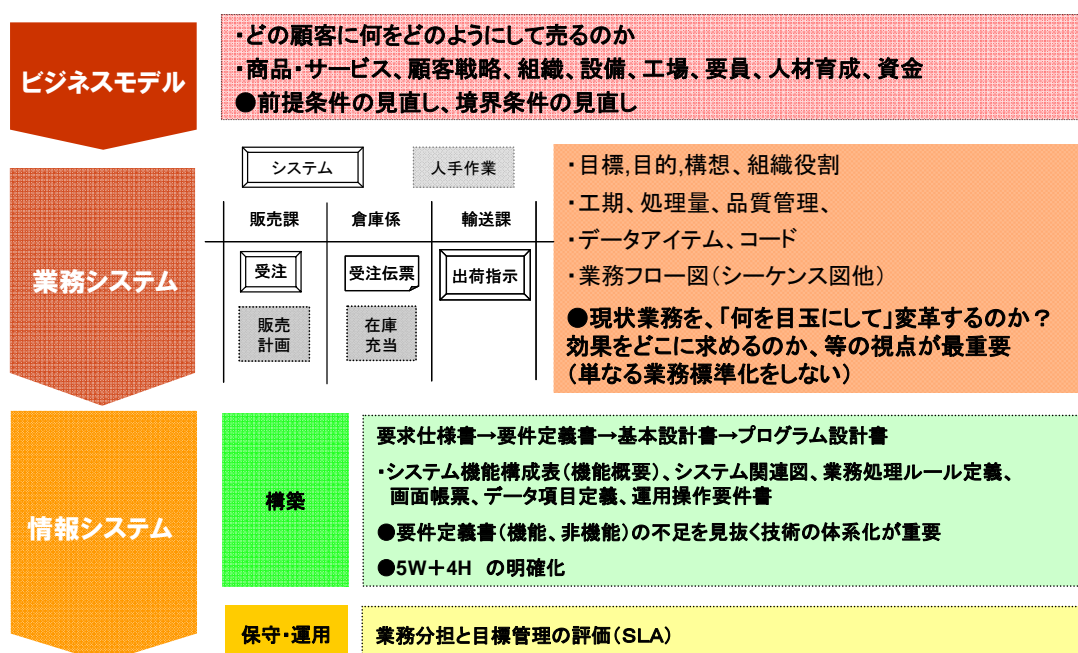 ビジネスモデル
・どの顧客に何をどのようにして売るのか
・商品・サービス、顧客戦略、組織、設備、工場、要員、人材育成、資金
●前提条件の見直し、境界条件の見直し
業務システム
システム
人手作業
販売課
倉庫係
輸送課
受注
受注伝票
出荷指示
販売
計画
在庫
充当
・目標,目的,構想、組織役割
・工期、処理量、品質管理、
・データアイテム、コード
・業務フロー図(シーケンス図他)
●現状業務を、「何を目玉にして」変革するのか?
効果をどこに求めるのか、等の視点が最重要
(単なる業務標準化をしない)
情報システム
構築
要求仕様書→要件定義書→基本設計書→プログラム設計書
・システム機能構成表(機能概要)、システム関連図、業務処理ルール定義、
画面帳票、データ項目定義、運用操作要件書
●要件定義書(機能、非機能)の不足を見抜く技術の体系化が重要
●5W+4H の明確化
保守・運用
業務分担と目標管理の評価(SLA)